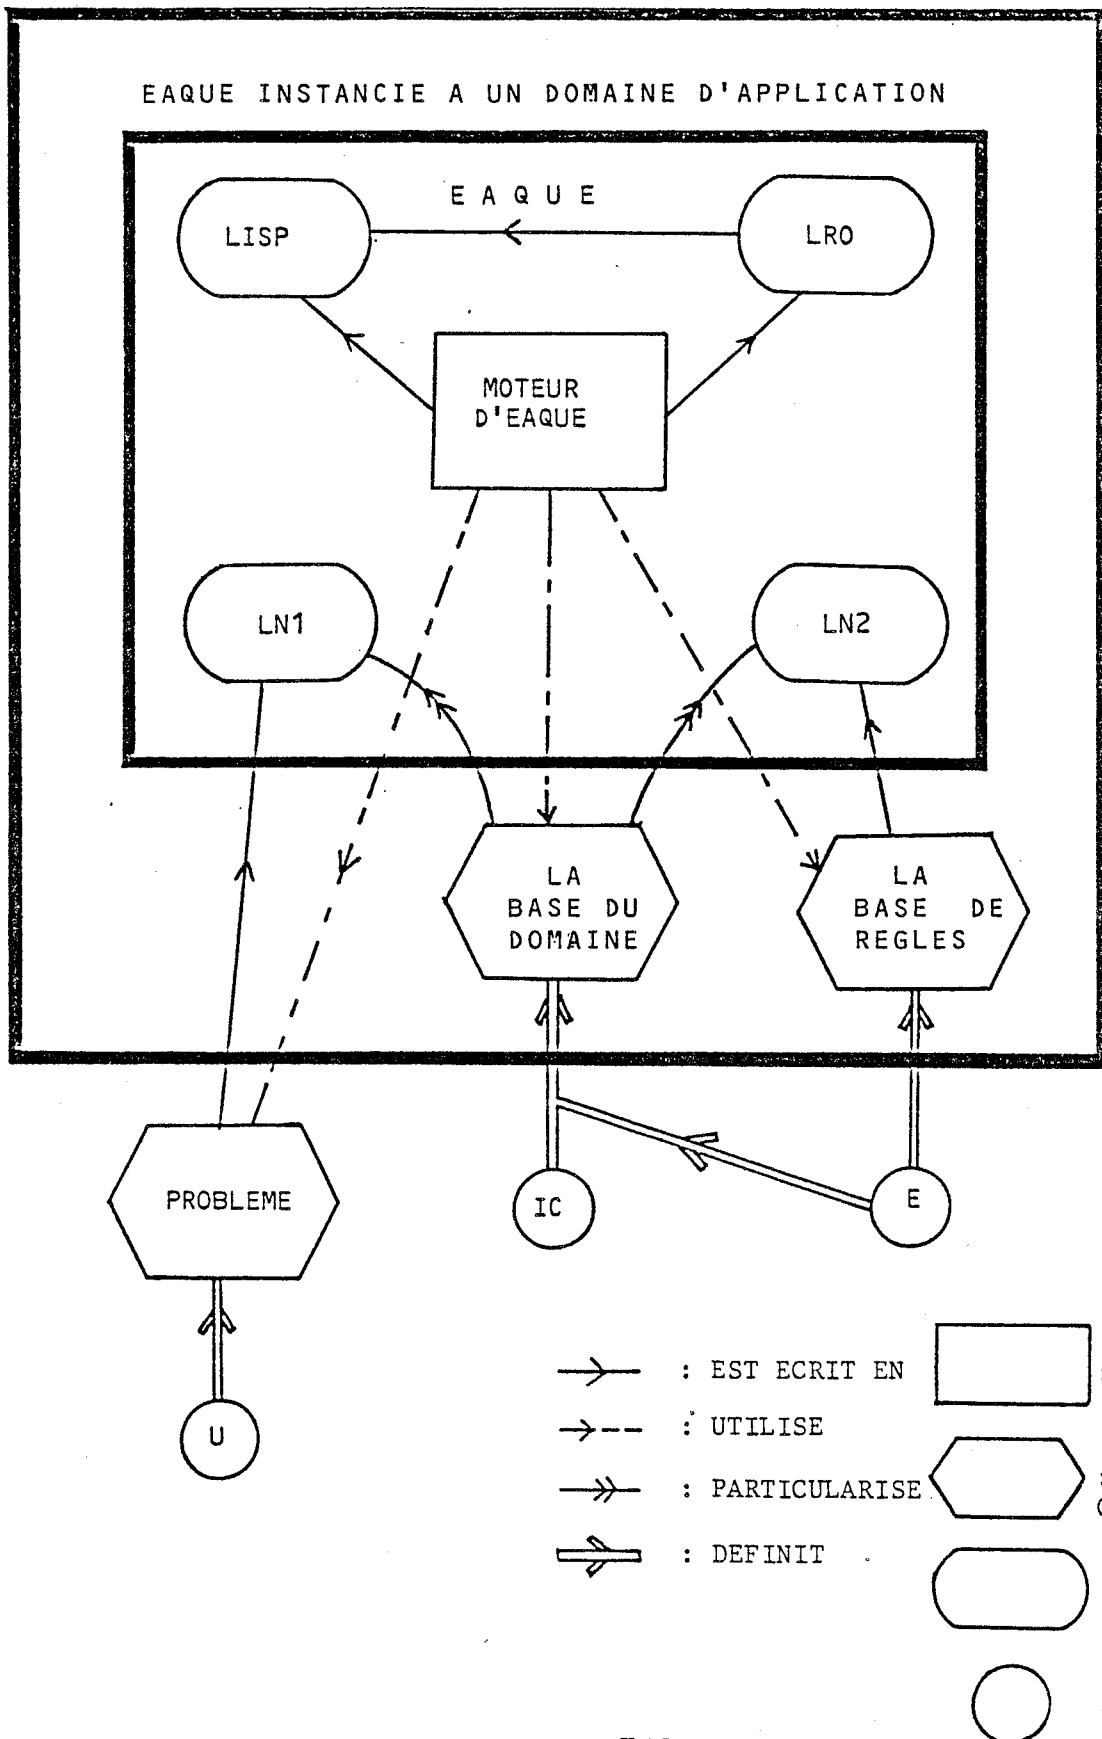 EAQUE INSTANCIE A UN DOMAINE D'APPLICATION
E A Q U E
LISP
LRO
MOTEUR
D'EAQUE
LN1
LN2
LA
BASE DU
DOMAINE
LA
BASE DE
REGLES
PROBLEME
IC
E
U
: EST ECRIT EN
: UTILISE
: PARTICULARISE
: DEFINIT